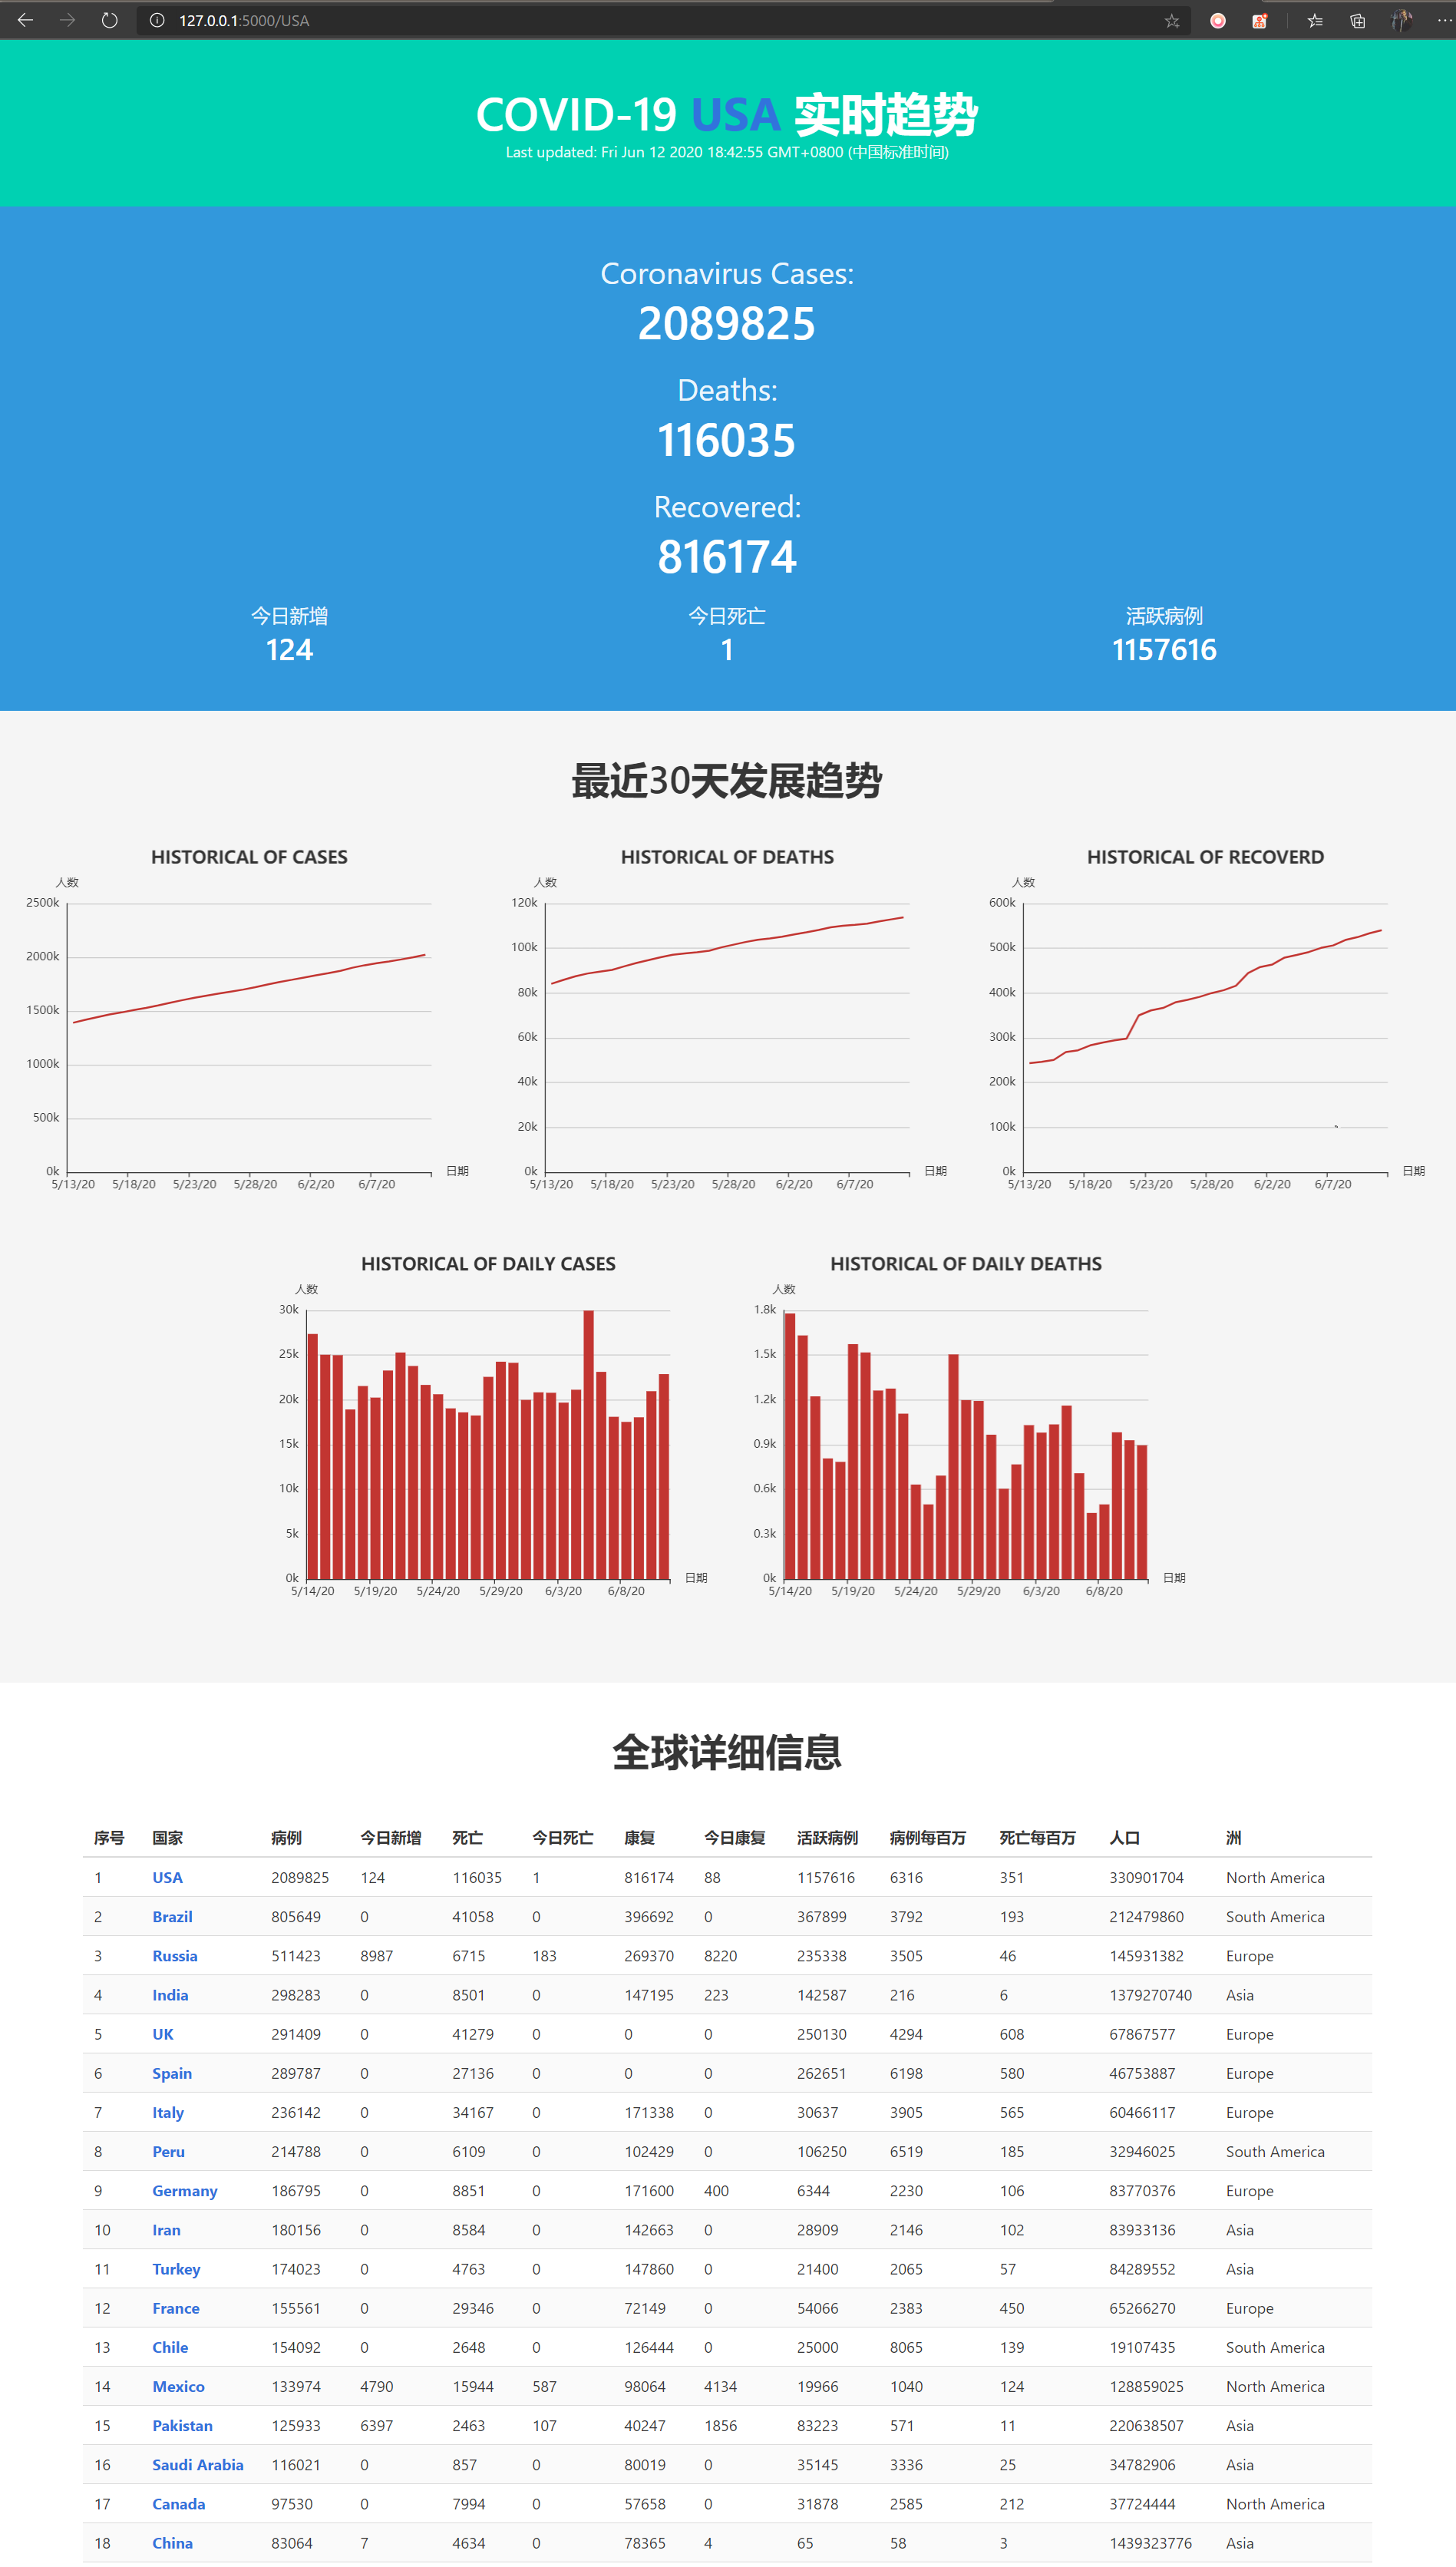 127.0.0.1:5000/USA
COVID-19 USA 实时趋势
Last updated: Fri Jun 12 2020 18:42:55 GMT+0800 (中国标准时间)
Coronavirus Cases:
2089825
Deaths:
116035
Recovered:
816174
今日新增 今日死亡 活跃病例
124 1 1157616
最近30天发展趋势
HISTORICAL OF CASES
人数
2500k
2000k
1500k
1000k
500k
0k
5/13/20 5/18/20 5/23/20 5/28/20 6/2/20 6/7/20
日期
HISTORICAL OF DEATHS
人数
120k
100k
80k
60k
40k
20k
0k
5/13/20 5/18/20 5/23/20 5/28/20 6/2/20 6/7/20
日期
HISTORICAL OF RECOVERD
人数
600k
500k
400k
300k
200k
100k
0k
5/13/20 5/18/20 5/23/20 5/28/20 6/2/20 6/7/20
日期
HISTORICAL OF DAILY CASES
人数
30k
25k
20k
15k
10k
5k
0k
5/14/20 5/19/20 5/24/20 5/29/20 6/3/20 6/8/20
日期
HISTORICAL OF DAILY DEATHS
人数
1.8k
1.5k
1.2k
0.9k
0.6k
0.3k
0k
5/14/20 5/19/20 5/24/20 5/29/20 6/3/20 6/8/20
日期
全球详细信息
序号 国家 病例 今日新增 死亡 今日死亡 康复 今日康复 活跃病例 病例每百万 死亡每百万 人口 洲
1 USA 2089825 124 116035 1 816174 88 1157616 6316 351 330901704 North America
2 Brazil 805649 0 41058 0 396692 0 367899 3792 193 212479860 South America
3 Russia 511423 8987 6715 183 269370 8220 235338 3505 46 145931382 Europe
4 India 298283 0 8501 0 147195 223 142587 216 6 1379270740 Asia
5 UK 291409 0 41279 0 0 0 250130 4294 608 67867577 Europe
6 Spain 289787 0 27136 0 0 0 262651 6198 580 46753887 Europe
7 Italy 236142 0 34167 0 171338 0 30637 3905 565 60466117 Europe
8 Peru 214788 0 6109 0 102429 0 106250 6519 185 32946025 South America
9 Germany 186795 0 8851 0 171600 400 6344 2230 106 83770376 Europe
10 Iran 180156 0 8584 0 142663 0 28909 2146 102 83933136 Asia
11 Turkey 174023 0 4763 0 147860 0 21400 2065 57 84289552 Asia
12 France 155561 0 29346 0 72149 0 54066 2383 450 65266270 Europe
13 Chile 154092 0 2648 0 126444 0 25000 8065 139 19107435 South America
14 Mexico 133974 4790 15944 587 98064 4134 19966 1040 124 128859025 North America
15 Pakistan 125933 6397 2463 107 40247 1856 83223 571 11 220638507 Asia
16 Saudi Arabia 116021 0 857 0 80019 0 35145 3336 25 34782906 Asia
17 Canada 97530 0 7994 0 57658 0 31878 2585 212 37724444 North America
18 China 83064 7 4634 0 78365 4 65 58 3 1439323776 Asia